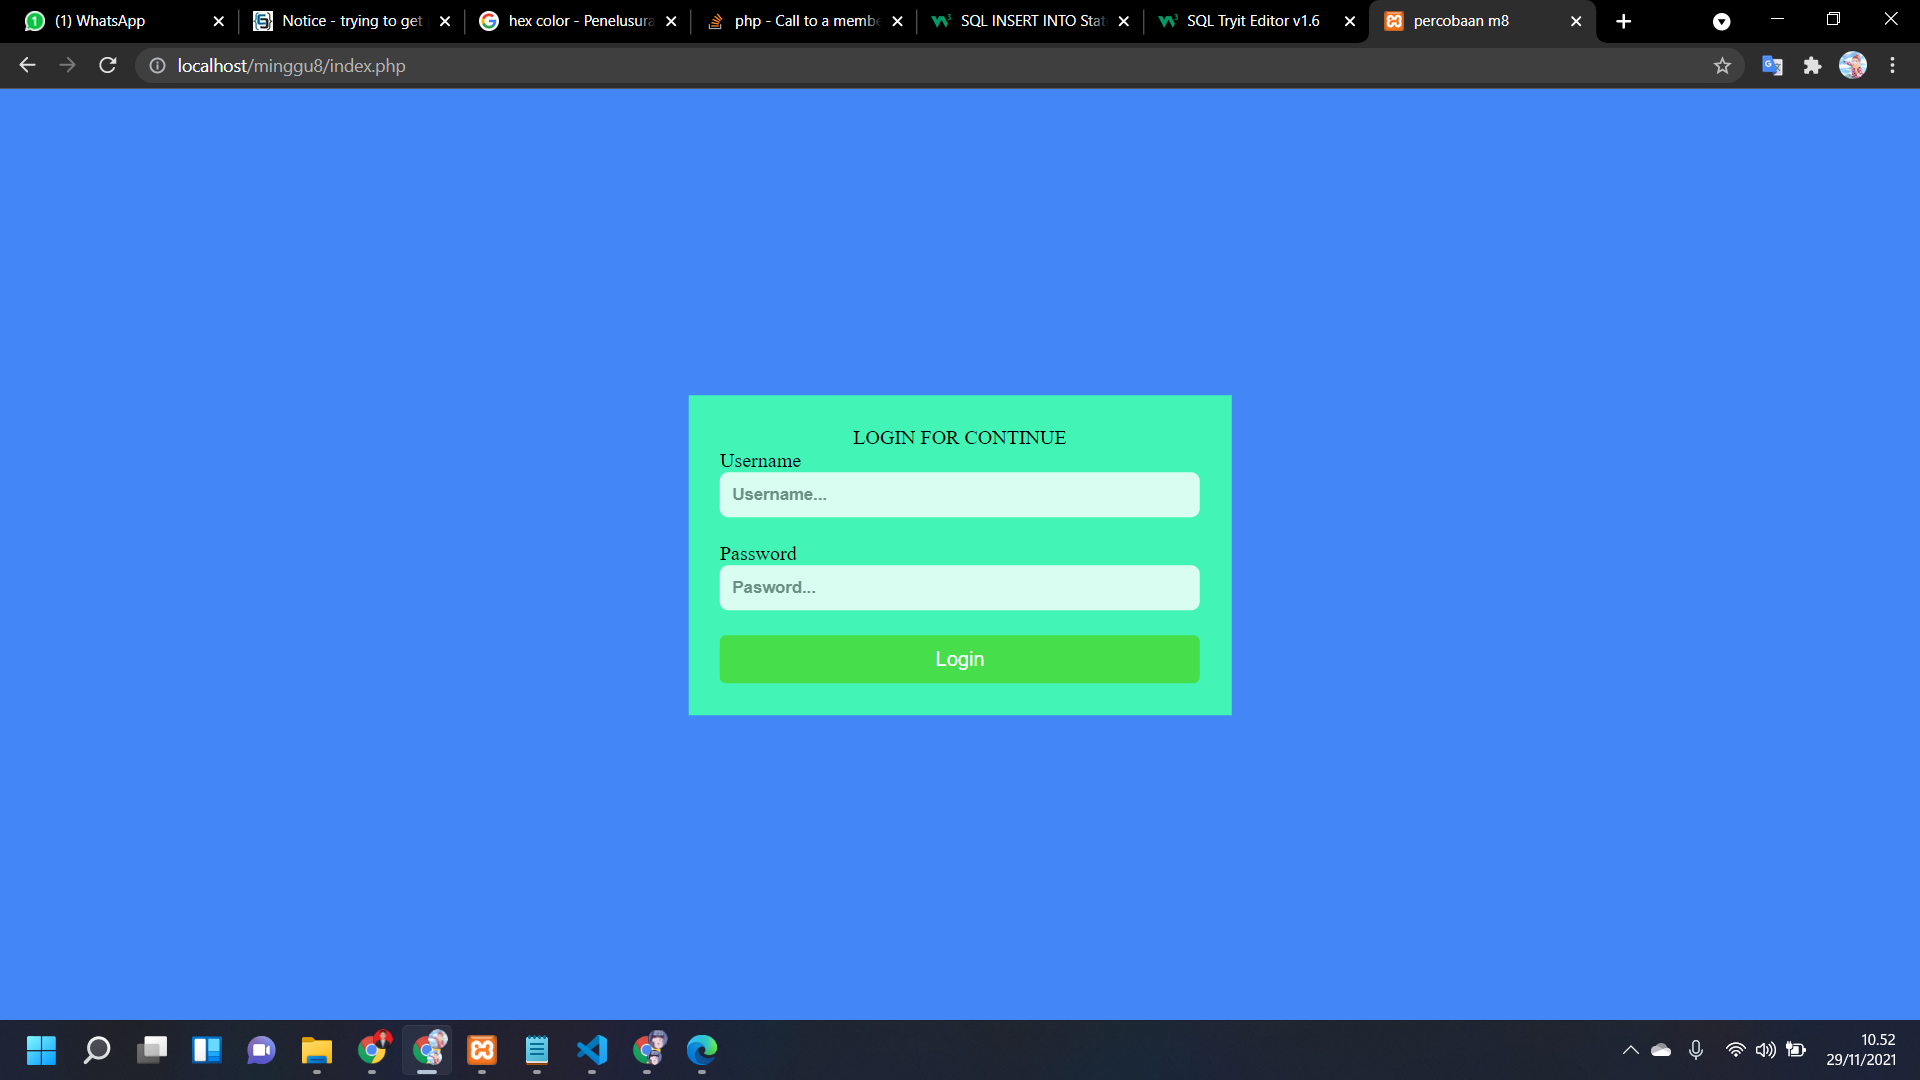 (1) WhatsApp
Notice - trying to get
hex color - Penelusura
php - Call to a membe
SQL INSERT INTO Stat
SQL Tryit Editor v1.6
percobaan m8
localhost/minggu8/index.php
LOGIN FOR CONTINUE
Username
Username...
Password
Pasword...
Login
10.52
29/11/2021